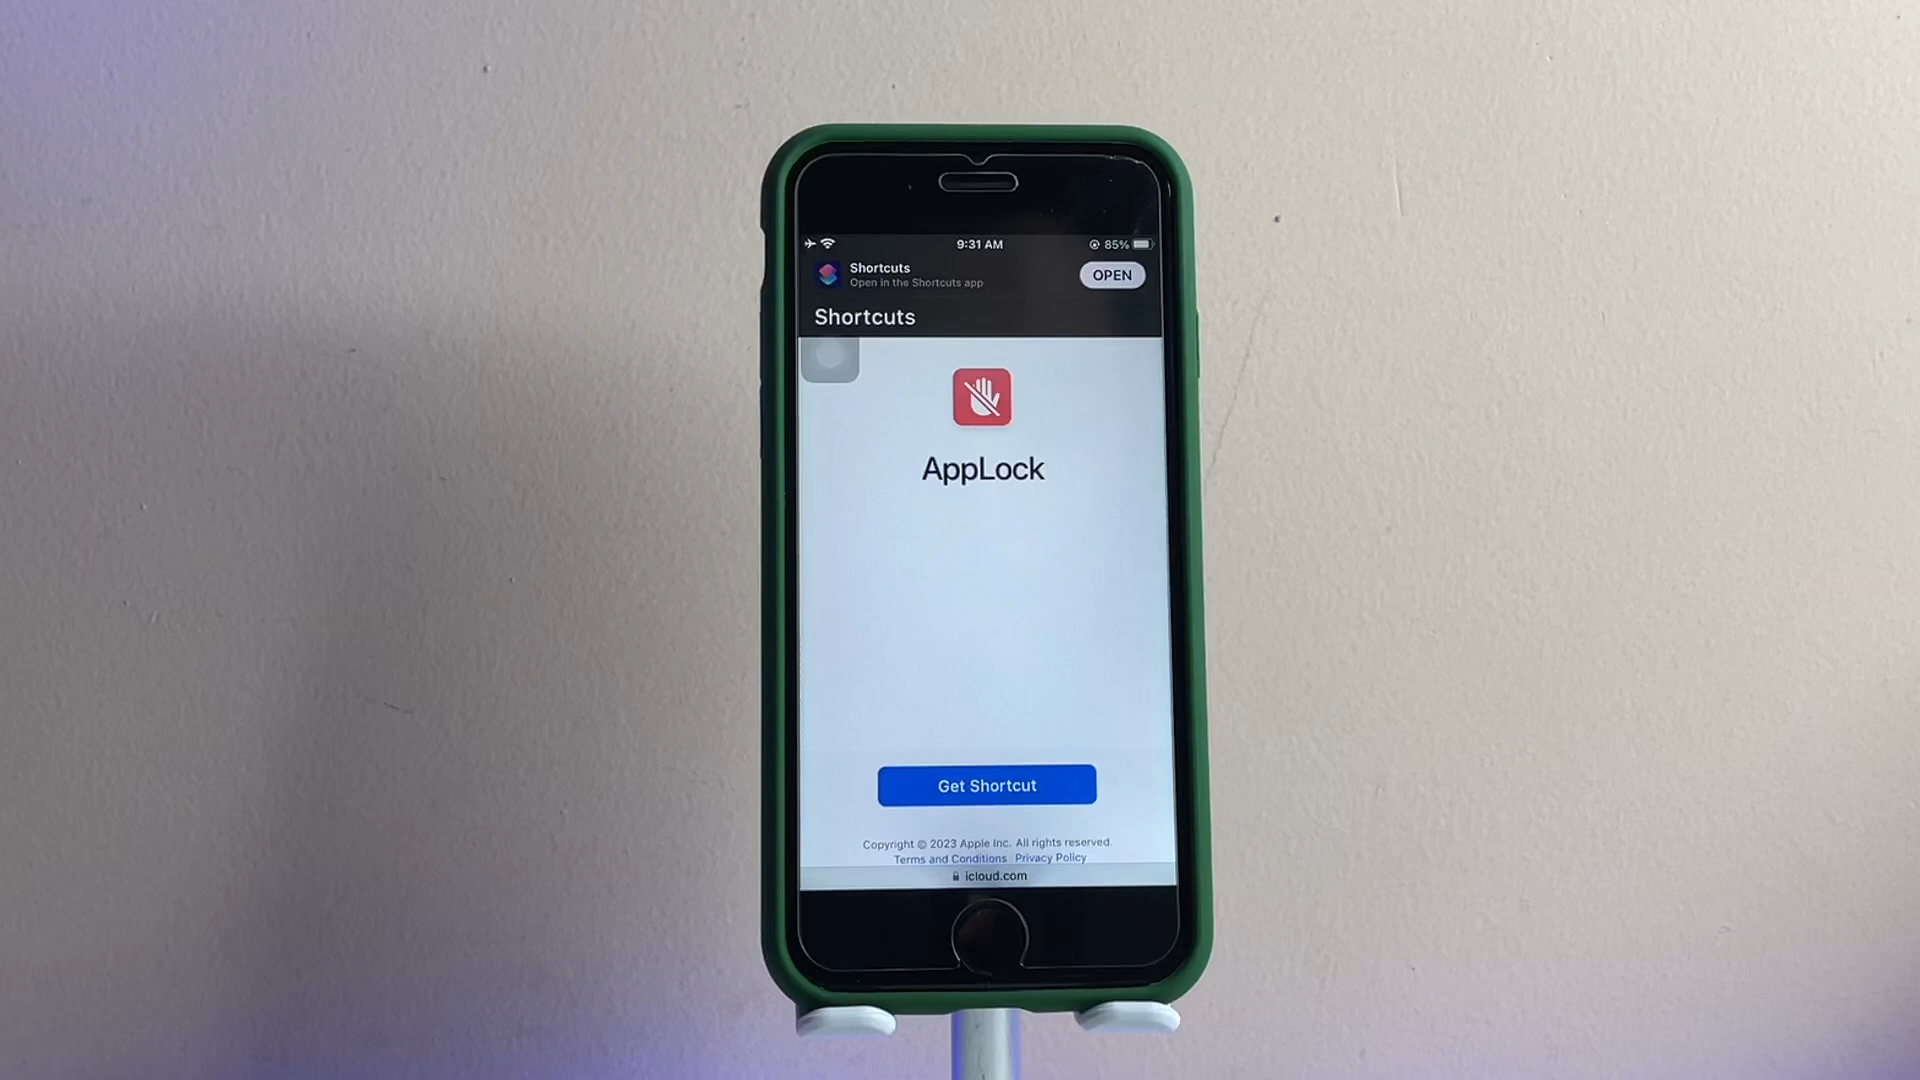 9:31 AM
85%
Shortcuts
Open in the Shortcuts app
OPEN
Shortcuts
AppLock
Get Shortcut
Copyright © 2023 Apple Inc. All rights reserved.
Terms and Conditions Privacy Policy
icloud.com